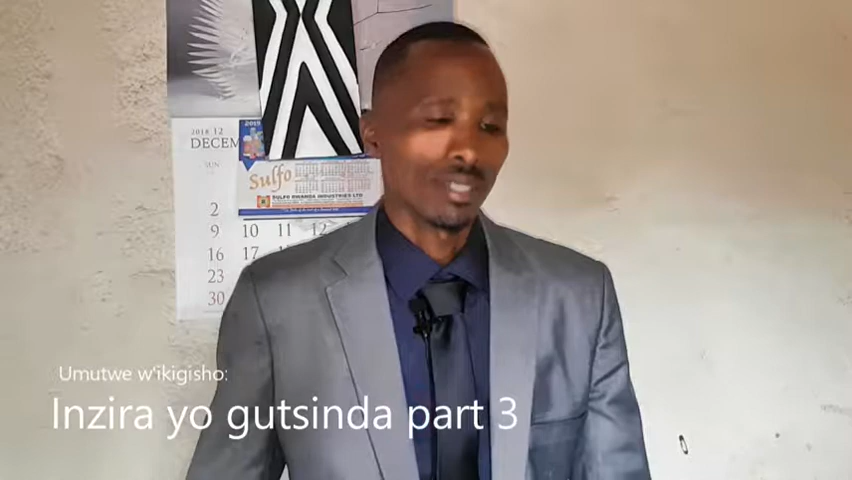 2018 12
DECEM
2019
SUN
Sulfo
SULFO RWANDA INDUSTRIES LTD
2
9 10 11 12
16 17
23
30
Umutwe w'ikigisho:
Inzira yo gutsinda part 3